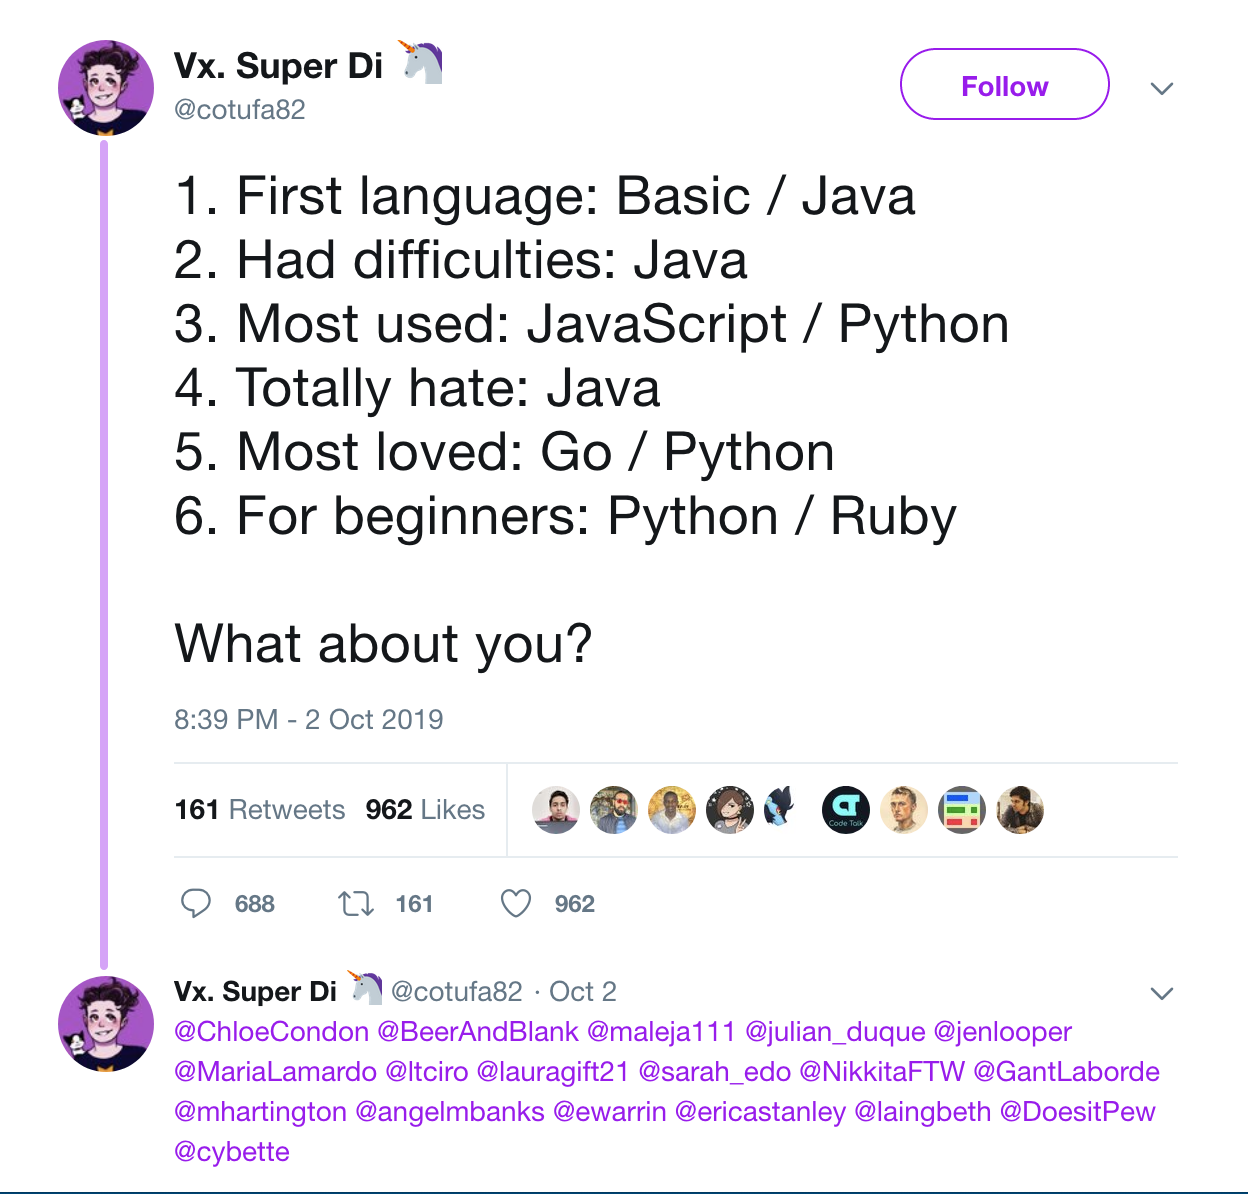 Vx. Super Di 🦄
@cotufa82
Follow
1. First language: Basic / Java
2. Had difficulties: Java
3. Most used: JavaScript / Python
4. Totally hate: Java
5. Most loved: Go / Python
6. For beginners: Python / Ruby
What about you?
8:39 PM - 2 Oct 2019
161 Retweets 962 Likes
Code Talk
688 161 962
Vx. Super Di 🦄 @cotufa82 · Oct 2
@ChloeCondon @BeerAndBlank @maleja111 @julian_duque @jenlooper
@MariaLamardo @ltciro @lauragift21 @sarah_edo @NikkitaFTW @GantLaborde
@mhartington @angelmbanks @ewarrin @ericastanley @laingbeth @DoesitPew
@cybette